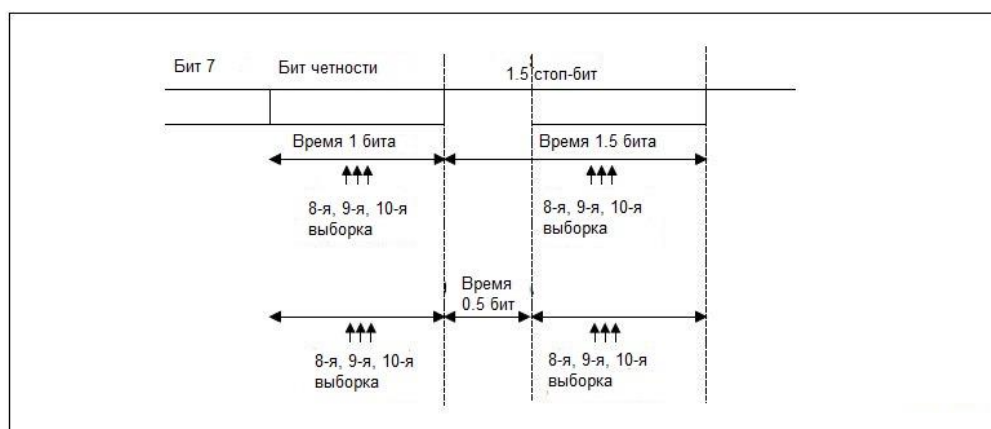 Бит 7
Бит четности
1.5 стоп-бит
Время 1 бита
Время 1.5 бита
8-я, 9-я, 10-я
выборка
8-я, 9-я, 10-я
выборка
Время
0.5 бит
8-я, 9-я, 10-я
выборка
8-я, 9-я, 10-я
выборка